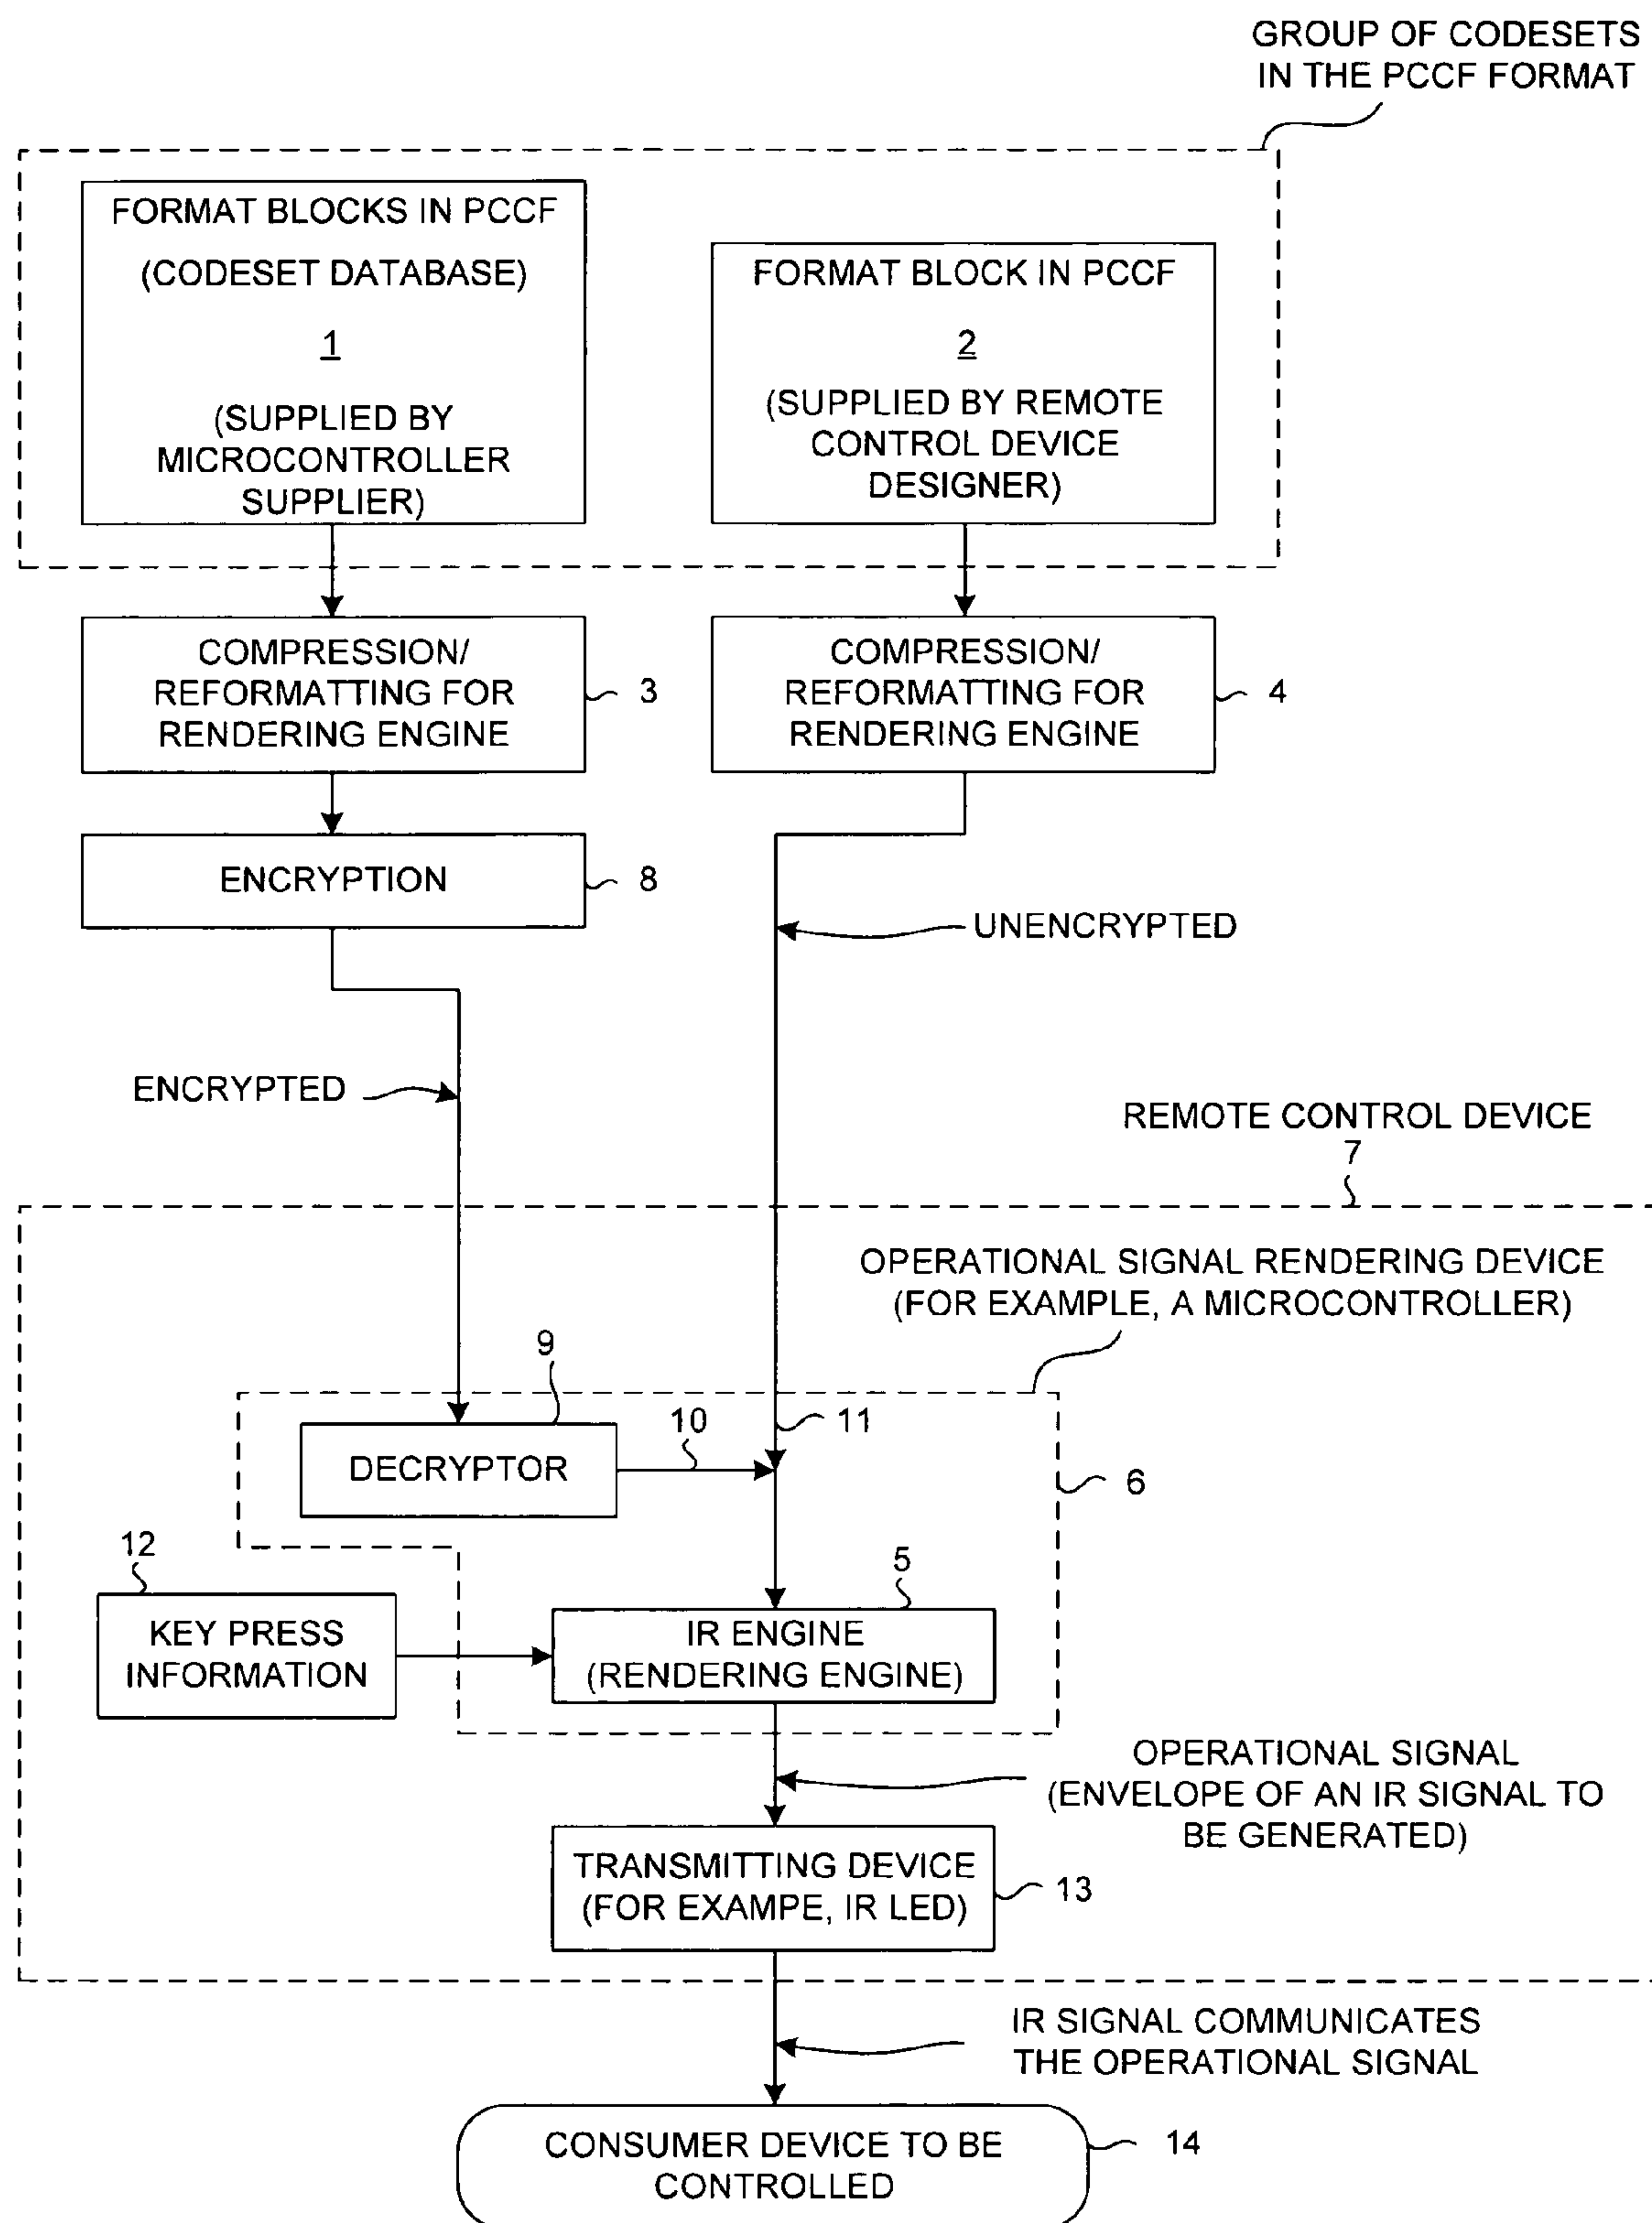 GROUP OF CODESETS
IN THE PCCF FORMAT
FORMAT BLOCKS IN PCCF
(CODESET DATABASE)
1
(SUPPLIED BY
MICROCONTROLLER
SUPPLIER)
FORMAT BLOCK IN PCCF
2
(SUPPLIED BY REMOTE
CONTROL DEVICE
DESIGNER)
COMPRESSION/
REFORMATTING FOR
RENDERING ENGINE
3
COMPRESSION/
REFORMATTING FOR
RENDERING ENGINE
4
ENCRYPTION
8
UNENCRYPTED
ENCRYPTED
REMOTE CONTROL DEVICE
7
OPERATIONAL SIGNAL RENDERING DEVICE
(FOR EXAMPLE, A MICROCONTROLLER)
9
DECRYPTOR
10
11
6
12
KEY PRESS
INFORMATION
5
IR ENGINE
(RENDERING ENGINE)
OPERATIONAL SIGNAL
(ENVELOPE OF AN IR SIGNAL TO
BE GENERATED)
TRANSMITTING DEVICE
(FOR EXAMPE, IR LED)
13
IR SIGNAL COMMUNICATES
THE OPERATIONAL SIGNAL
CONSUMER DEVICE TO BE
CONTROLLED
14